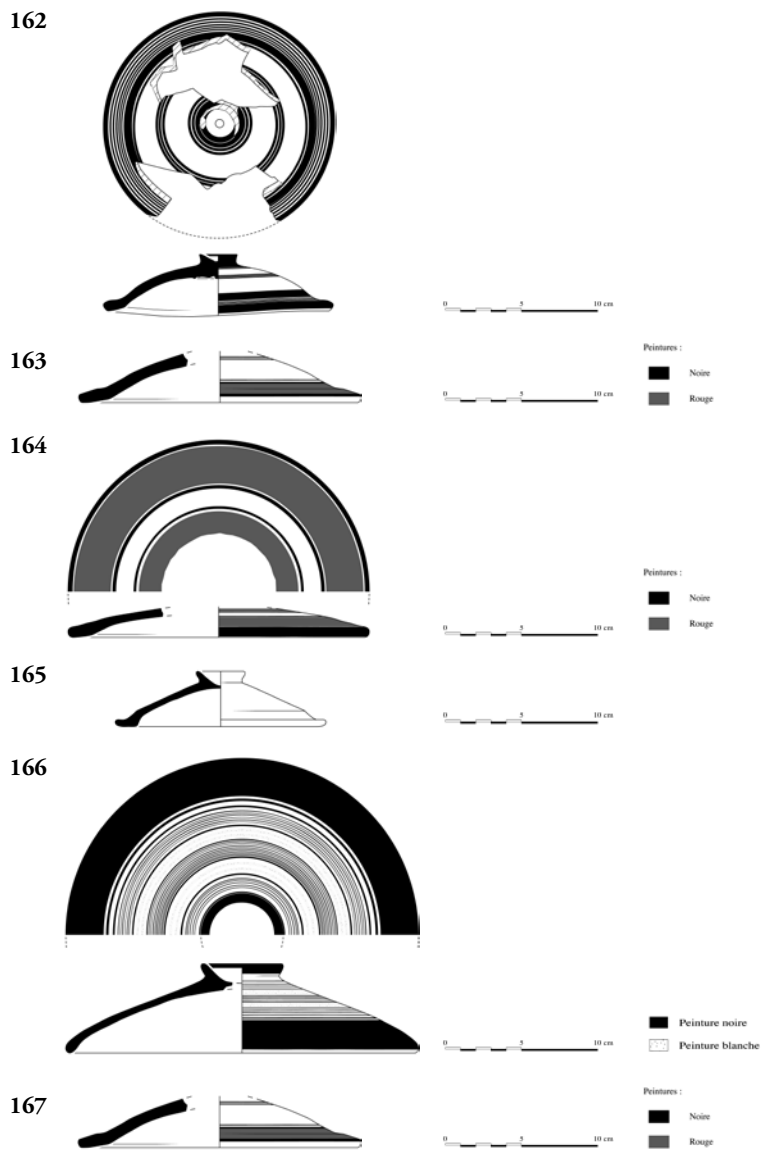 162
0 5 10 cm
163
Peintures :
Noire
0 5 10 cm
Rouge
164
Peintures :
Noire
0 5 10 cm
Rouge
165
0 5 10 cm
166
Peinture noire
0 5 10 cm
Peinture blanche
167
Peintures :
Noire
0 5 10 cm
Rouge